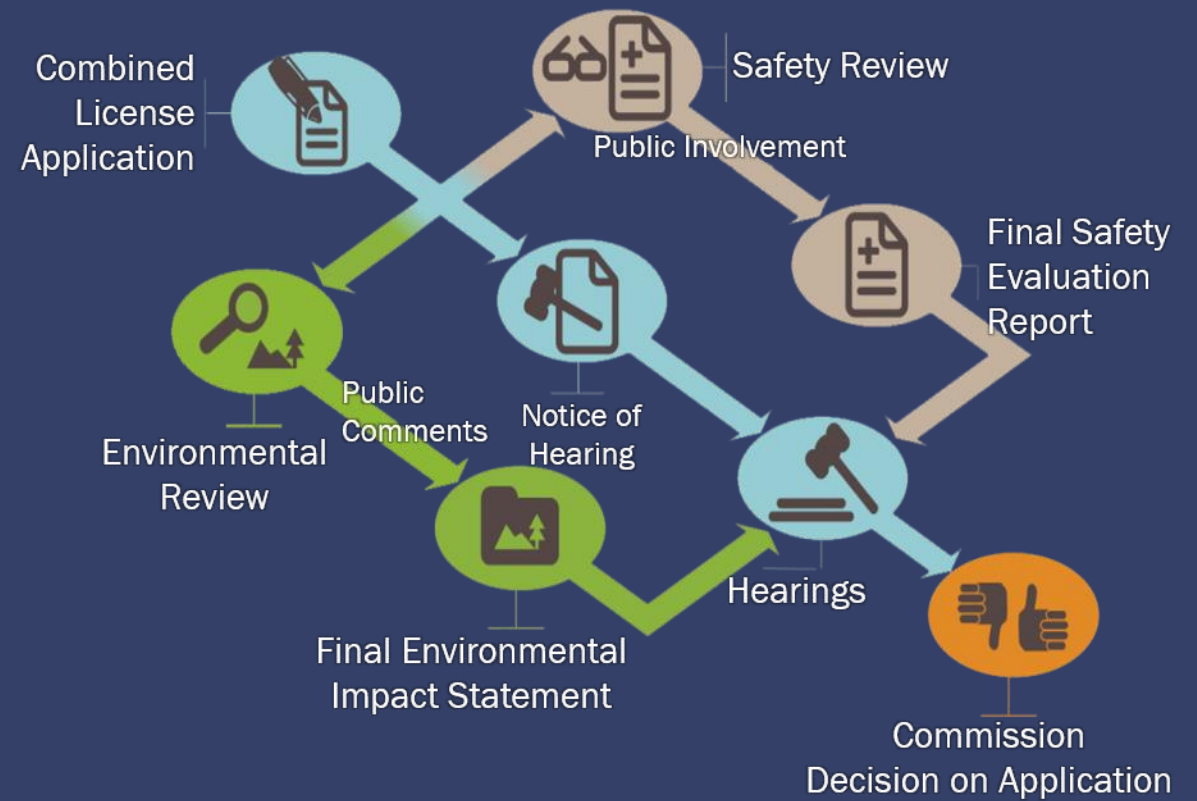 Combined
License
Application
Safety Review
Public Involvement
Final Safety
Evaluation
Report
Public
Comments
Notice of
Hearing
Environmental
Review
Hearings
Final Environmental
Impact Statement
Commission
Decision on Application